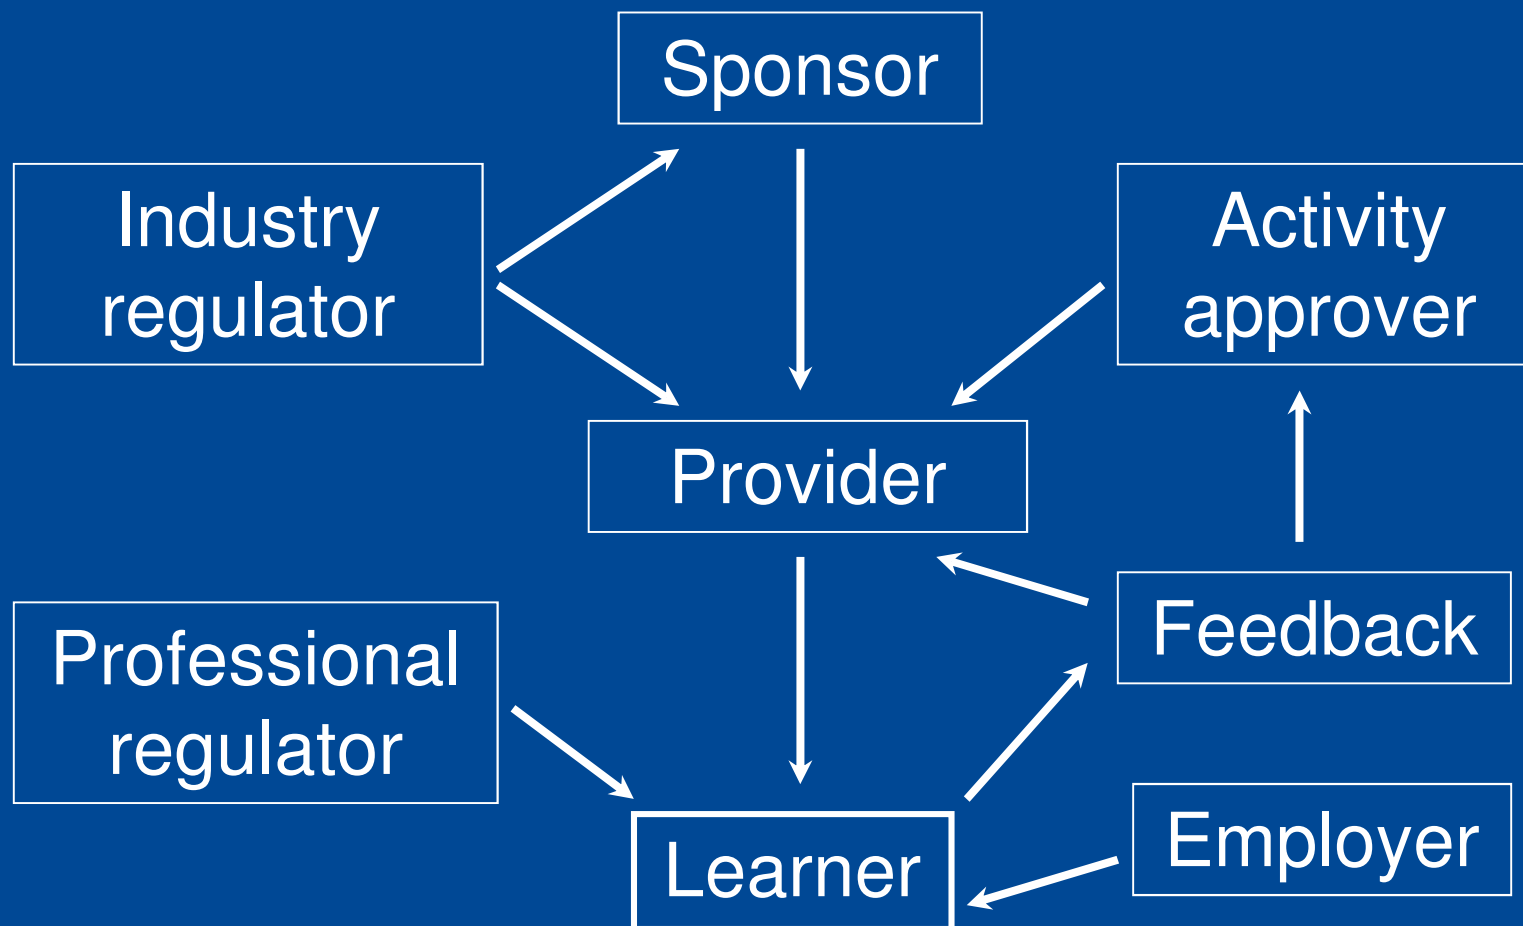 Sponsor
Industry
regulator
Activity
approver
Provider
Feedback
Professional
regulator
Employer
Learner